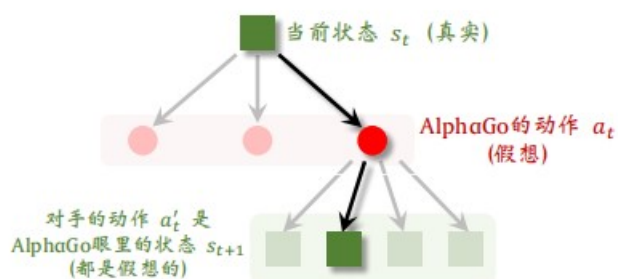 当前状态 s_t (真实)
AlphaGo的动作 a_t
(假想)
对手的动作 a'_t 是
AlphaGo眼里的状态 s_{t+1}
(都是假想的)